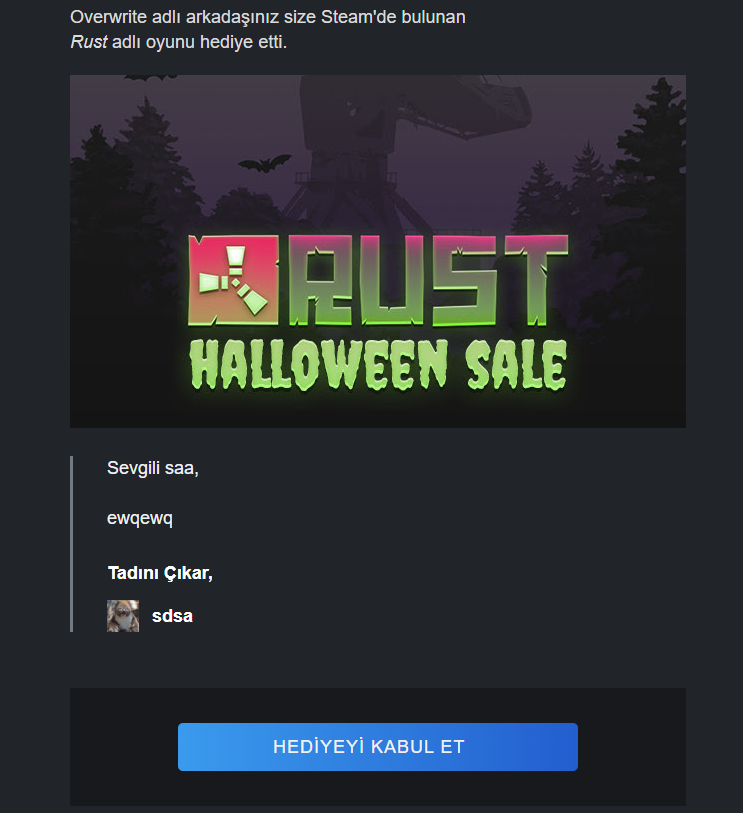 Overwrite adlı arkadaşınız size Steam'de bulunan
Rust adlı oyunu hediye etti.
RUST
HALLOWEEN SALE
Sevgili saa,
ewqewq
Tadını Çıkar,
sdsa
HEDİYEYİ KABUL ET